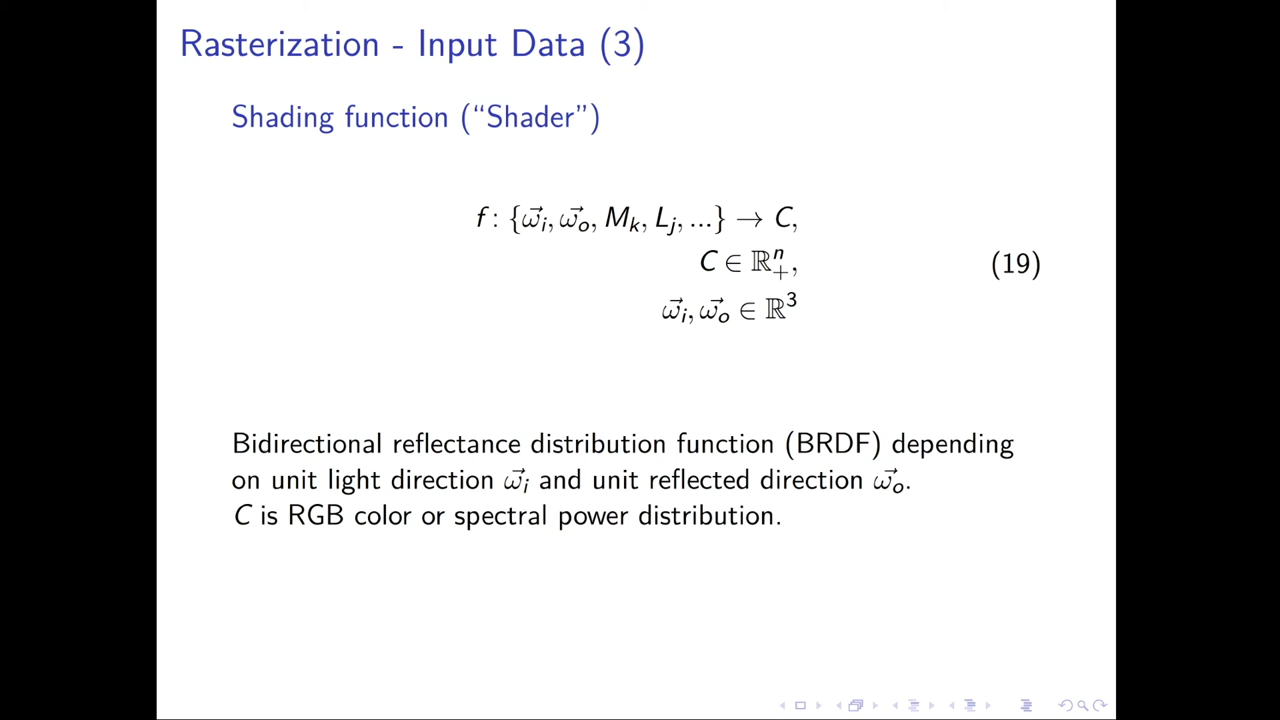 Rasterization - Input Data (3)
Shading function (“Shader”)
f : {ω⃗ᵢ, ω⃗ₒ, Mₖ, Lⱼ, ...} → C,
C ∈ ℝⁿ₊,
(19)
ω⃗ᵢ, ω⃗ₒ ∈ ℝ³
Bidirectional reflectance distribution function (BRDF) depending
on unit light direction ω⃗ᵢ and unit reflected direction ω⃗ₒ.
C is RGB color or spectral power distribution.